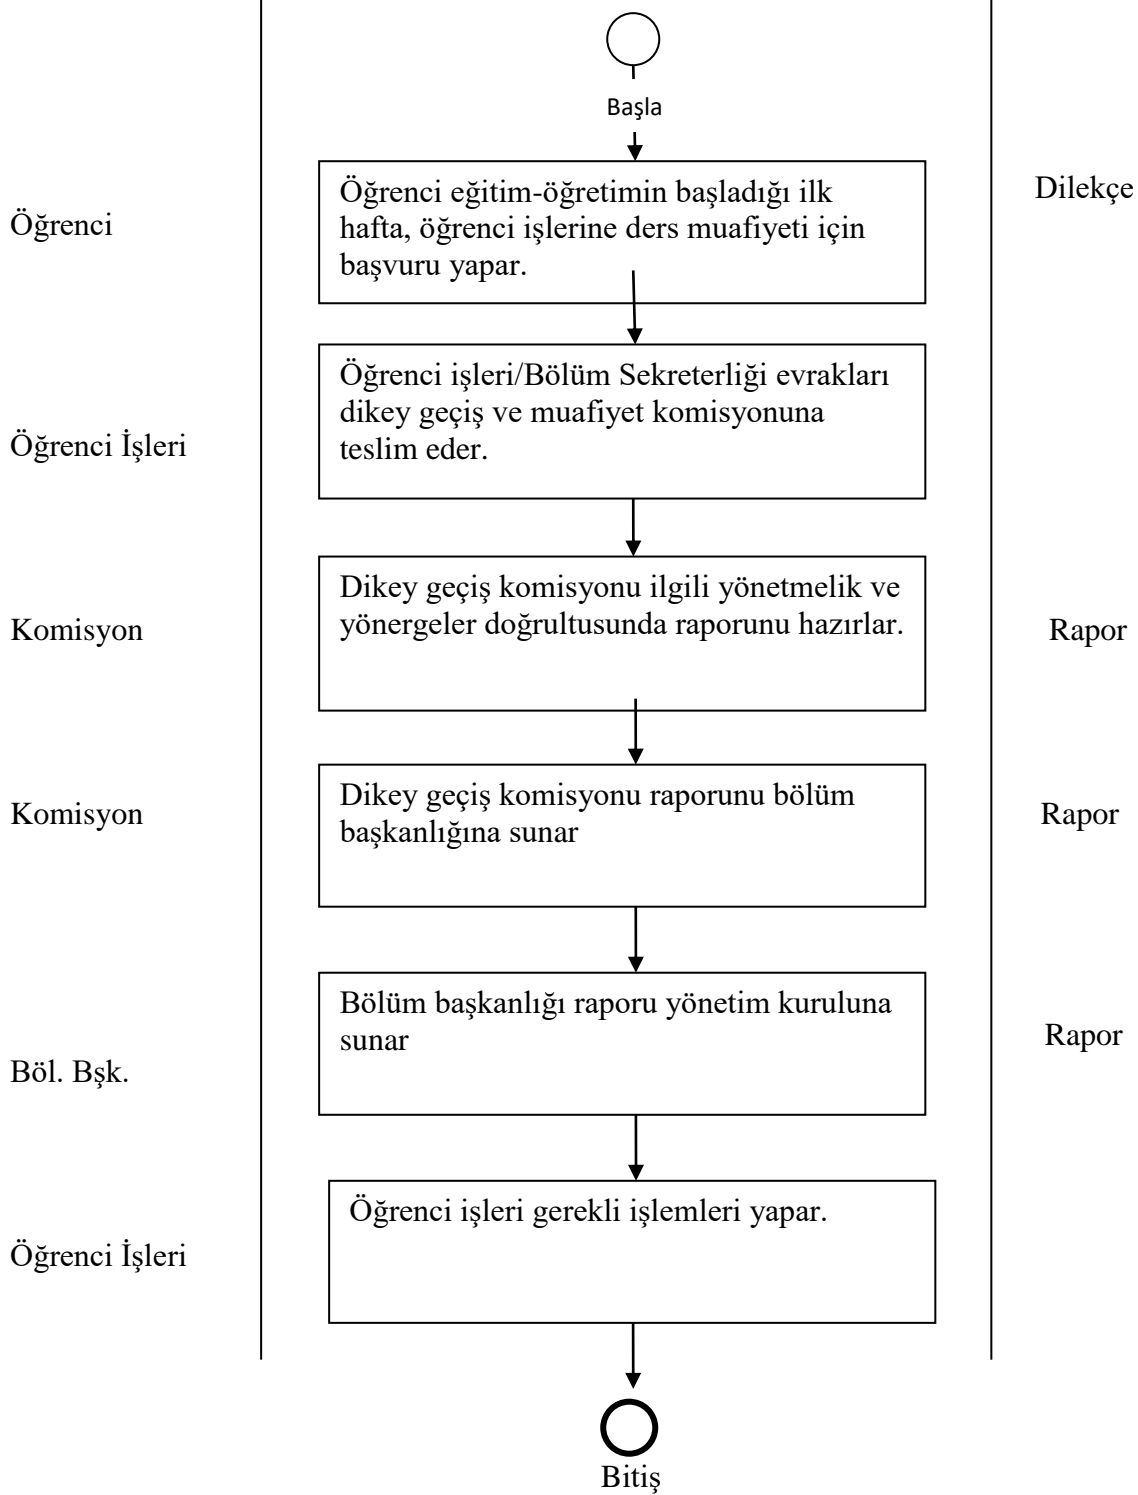 Başla
Öğrenci eğitim-öğretimin başladığı ilk
hafta, öğrenci işlerine ders muafiyeti için
başvuru yapar.
Öğrenci
Dilekçe
Öğrenci işleri/Bölüm Sekreterliği evrakları
dikey geçiş ve muafiyet komisyonuna
teslim eder.
Öğrenci İşleri
Dikey geçiş komisyonu ilgili yönetmelik ve
yönergeler doğrultusunda raporunu hazırlar.
Komisyon
Rapor
Dikey geçiş komisyonu raporunu bölüm
başkanlığına sunar
Komisyon
Rapor
Bölüm başkanlığı raporu yönetim kuruluna
sunar
Böl. Bşk.
Rapor
Öğrenci işleri gerekli işlemleri yapar.
Öğrenci İşleri
Bitiş